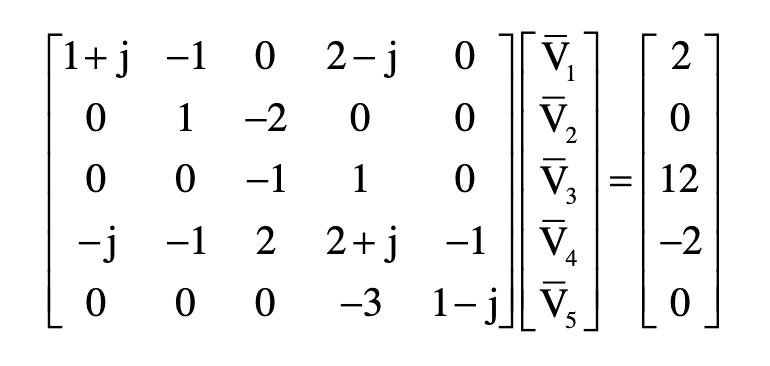 [1+j −1 0 2−j 0] [V̅₁] [2]
[0 1 −2 0 0] [V̅₂] [0]
[0 0 −1 1 0] [V̅₃] = [12]
[−j −1 2 2+j −1] [V̅₄] [−2]
[0 0 0 −3 1−j] [V̅₅] [0]